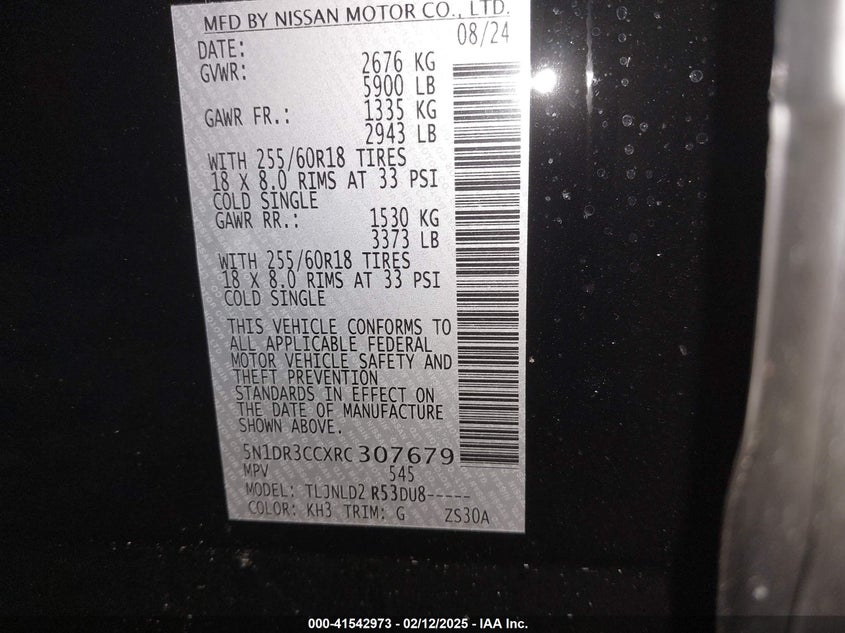 MFD BY NISSAN MOTOR CO., LTD.
DATE: 08/24
GVWR: 2676 KG
5900 LB
GAWR FR.: 1335 KG
2943 LB
WITH 255/60R18 TIRES
18 X 8.0 RIMS AT 33 PSI
COLD SINGLE
GAWR RR.: 1530 KG
3373 LB
WITH 255/60R18 TIRES
18 X 8.0 RIMS AT 33 PSI
COLD SINGLE
THIS VEHICLE CONFORMS TO
ALL APPLICABLE FEDERAL
MOTOR VEHICLE SAFETY AND
THEFT PREVENTION
STANDARDS IN EFFECT ON
THE DATE OF MANUFACTURE
SHOWN ABOVE.
5N1DR3CCXRC307679
MPV 545
MODEL: TLJNLD2 R53DU8-----
COLOR: KH3 TRIM: G ZS30A
000-41542973 - 02/12/2025 - IAA Inc.